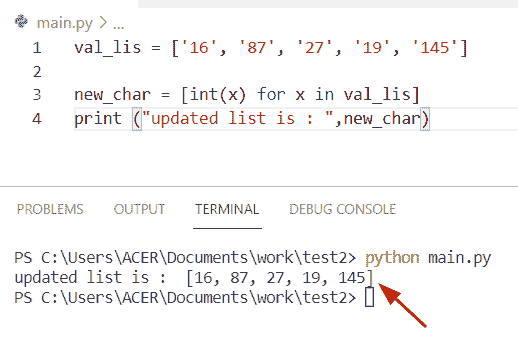 main.py > ...
1 val_lis = ['16', '87', '27', '19', '145']
2
3 new_char = [int(x) for x in val_lis]
4 print ("updated list is : ",new_char)
PROBLEMS OUTPUT TERMINAL DEBUG CONSOLE
PS C:\Users\ACER\Documents\work\test2> python main.py
updated list is :  [16, 87, 27, 19, 145]
PS C:\Users\ACER\Documents\work\test2>